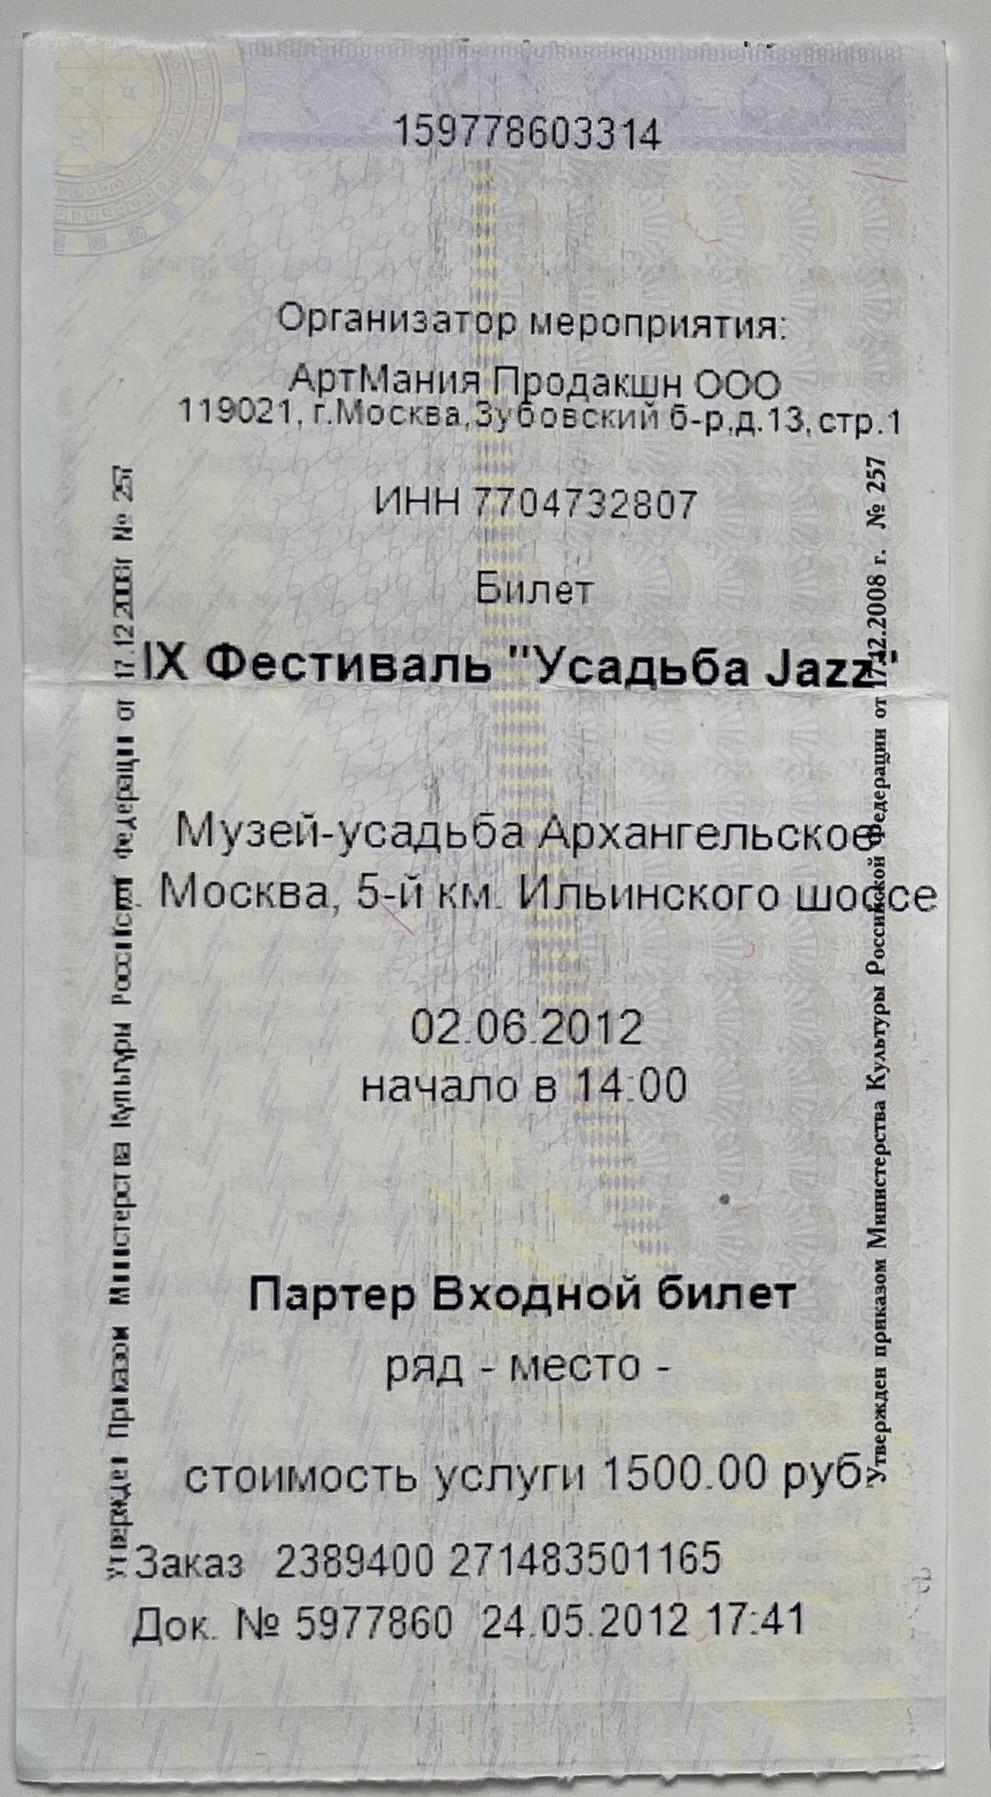 159778603314
Организатор мероприятия:
АртМания Продакшн ООО
119021, г.Москва,Зубовский б-р,д.13,стр.1
ИНН 7704732807
Билет
IX Фестиваль "Усадьба Jazz"
Музей-усадьба Архангельское
. Москва, 5-й км. Ильинского шоссе
02.06.2012
начало в 14:00
Партер Входной билет
ряд - место -
стоимость услуги 1500.00 руб.
Заказ 2389400 271483501165
Док. № 5977860 24.05.2012 17:41
Утвержден Приказом Министерства Культуры Российской Федерации от 17.12.2008г № 257
Утвержден приказом Министерства Культуры Российской Федерации от 17.12.2008 г. № 257